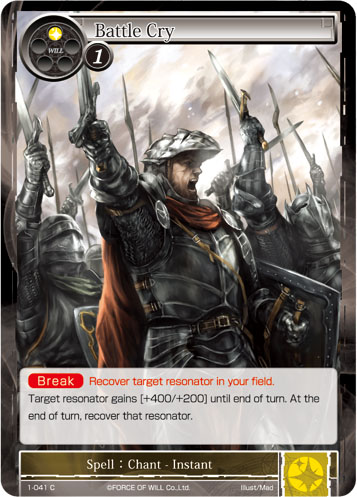 Battle Cry
WILL
1
Break Recover target resonator in your field.
Target resonator gains [+400/+200] until end of turn. At the
end of turn, recover that resonator.
Spell : Chant - Instant
1-041 C ©FORCE OF WILL Co.,Ltd. Illust/Mad